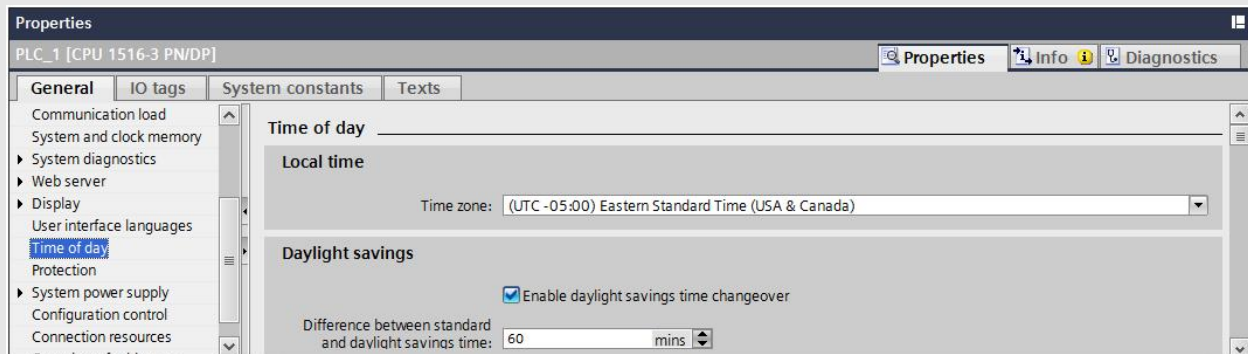 Properties
PLC_1 [CPU 1516-3 PN/DP]
Properties
Info
Diagnostics
General
IO tags
System constants
Texts
Communication load
System and clock memory
System diagnostics
Web server
Display
User interface languages
Time of day
Protection
System power supply
Configuration control
Connection resources
Time of day
Local time
Time zone: (UTC -05:00) Eastern Standard Time (USA & Canada)
Daylight savings
Enable daylight savings time changeover
Difference between standard
and daylight savings time: 60 mins